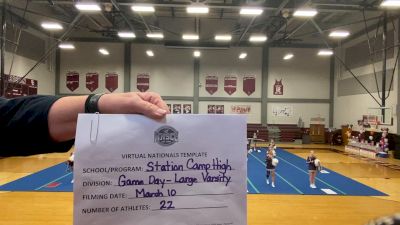 NHSCC
VIRTUAL NATIONALS TEMPLATE
SCHOOL/PROGRAM: Station Camp High
DIVISION: Game Day- Large Varsity
FILMING DATE: March 10
NUMBER OF ATHLETES: 22